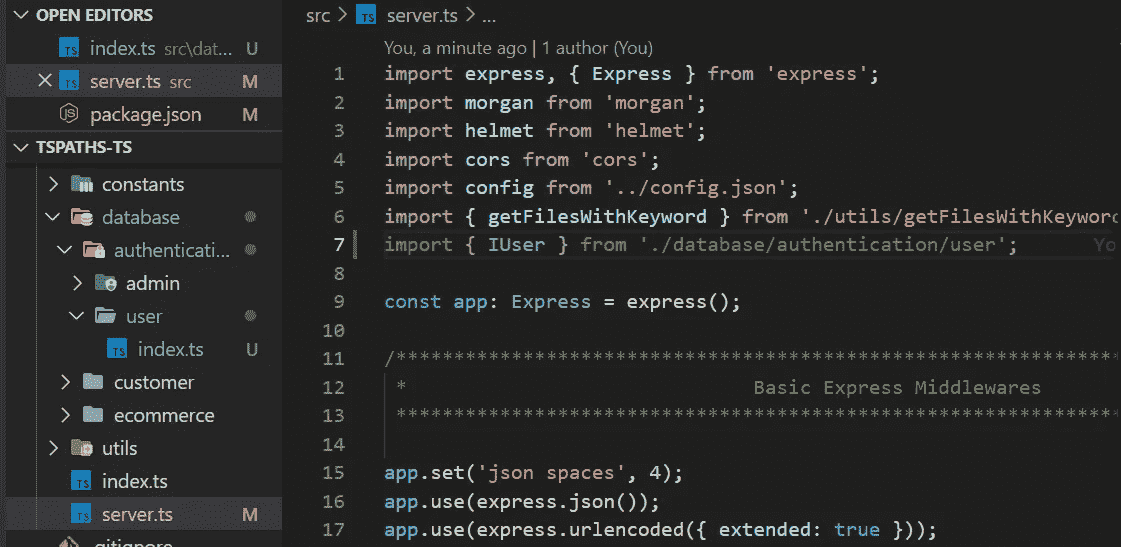 OPEN EDITORS
index.ts src\dat... U
server.ts src M
package.json M
TSPATHS-TS
constants
database
authenticati...
admin
user
index.ts U
customer
ecommerce
utils
index.ts
server.ts M
.gitignore
src > TS server.ts > ...
You, a minute ago | 1 author (You)
1 import express, { Express } from 'express';
2 import morgan from 'morgan';
3 import helmet from 'helmet';
4 import cors from 'cors';
5 import config from '../config.json';
6 import { getFilesWithKeyword } from './utils/getFilesWithKeyword
7 import { IUser } from './database/authentication/user'; Yo
8
9 const app: Express = express();
10
11 /***************************************************************
12 * Basic Express Middlewares
13 ***************************************************************
14
15 app.set('json spaces', 4);
16 app.use(express.json());
17 app.use(express.urlencoded({ extended: true }));